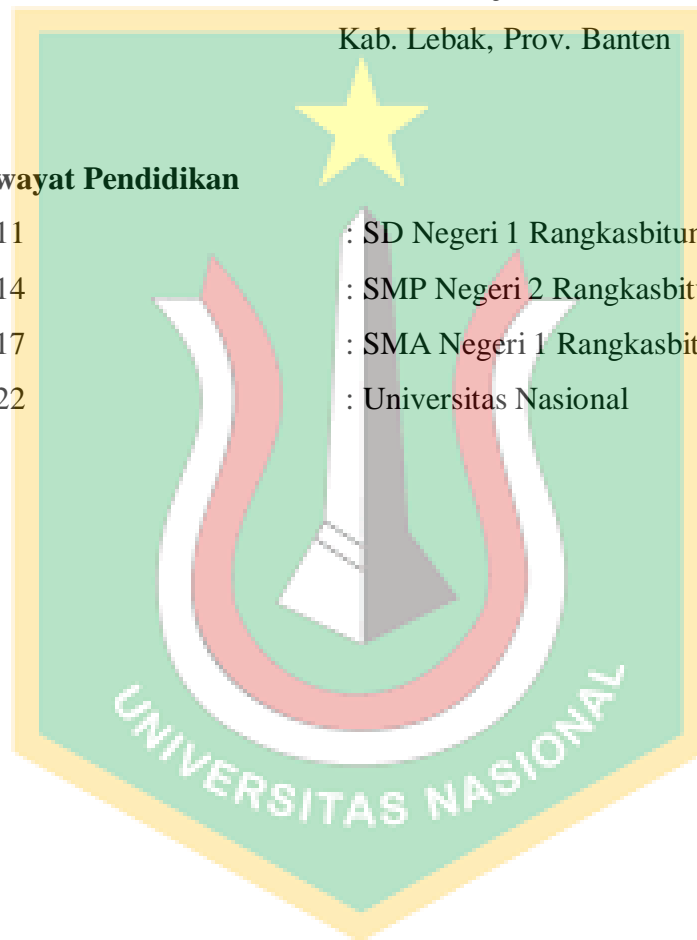 Kab. Lebak, Prov. Banten
wayat Pendidikan
11 : SD Negeri 1 Rangkasbitun
14 : SMP Negeri 2 Rangkasbit
17 : SMA Negeri 1 Rangkasbit
22 : Universitas Nasional
UNIVERSITAS NASIONAL